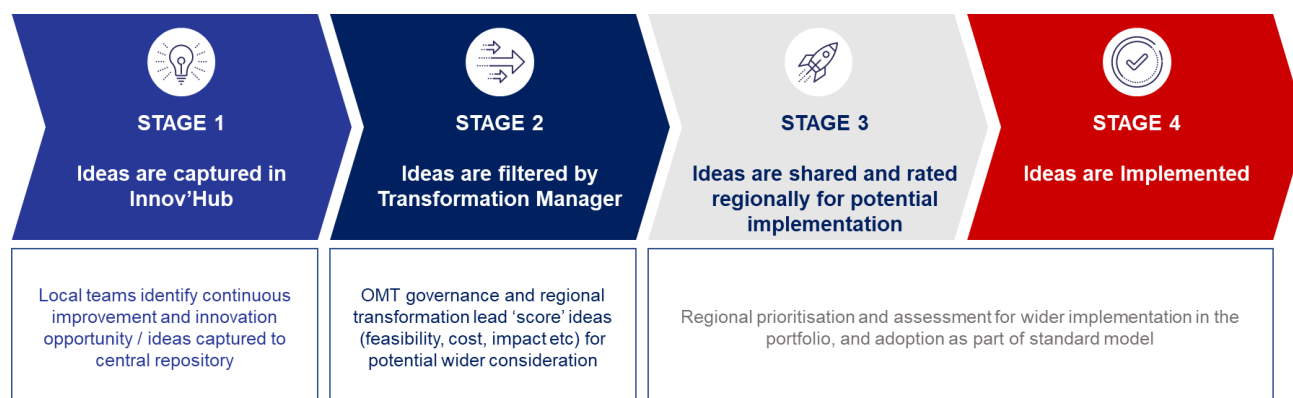 STAGE 1
Ideas are captured in
Innov'Hub
STAGE 2
Ideas are filtered by
Transformation Manager
STAGE 3
Ideas are shared and rated
regionally for potential
implementation
STAGE 4
Ideas are Implemented
Local teams identify continuous
improvement and innovation
opportunity / ideas captured to
central repository
OMT governance and regional
transformation lead ‘score’ ideas
(feasibility, cost, impact etc) for
potential wider consideration
Regional prioritisation and assessment for wider implementation in the
portfolio, and adoption as part of standard model